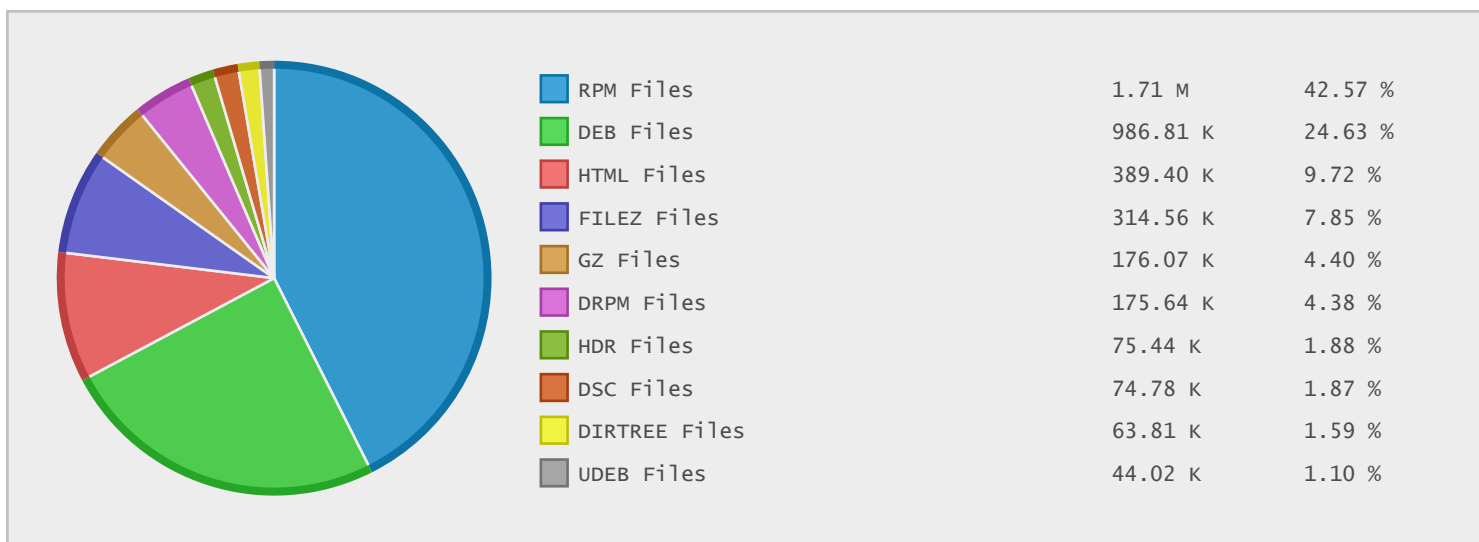 RPM Files 1.71 M 42.57 %
DEB Files 986.81 K 24.63 %
HTML Files 389.40 K 9.72 %
FILEZ Files 314.56 K 7.85 %
GZ Files 176.07 K 4.40 %
DRPM Files 175.64 K 4.38 %
HDR Files 75.44 K 1.88 %
DSC Files 74.78 K 1.87 %
DIRTREE Files 63.81 K 1.59 %
UDEB Files 44.02 K 1.10 %